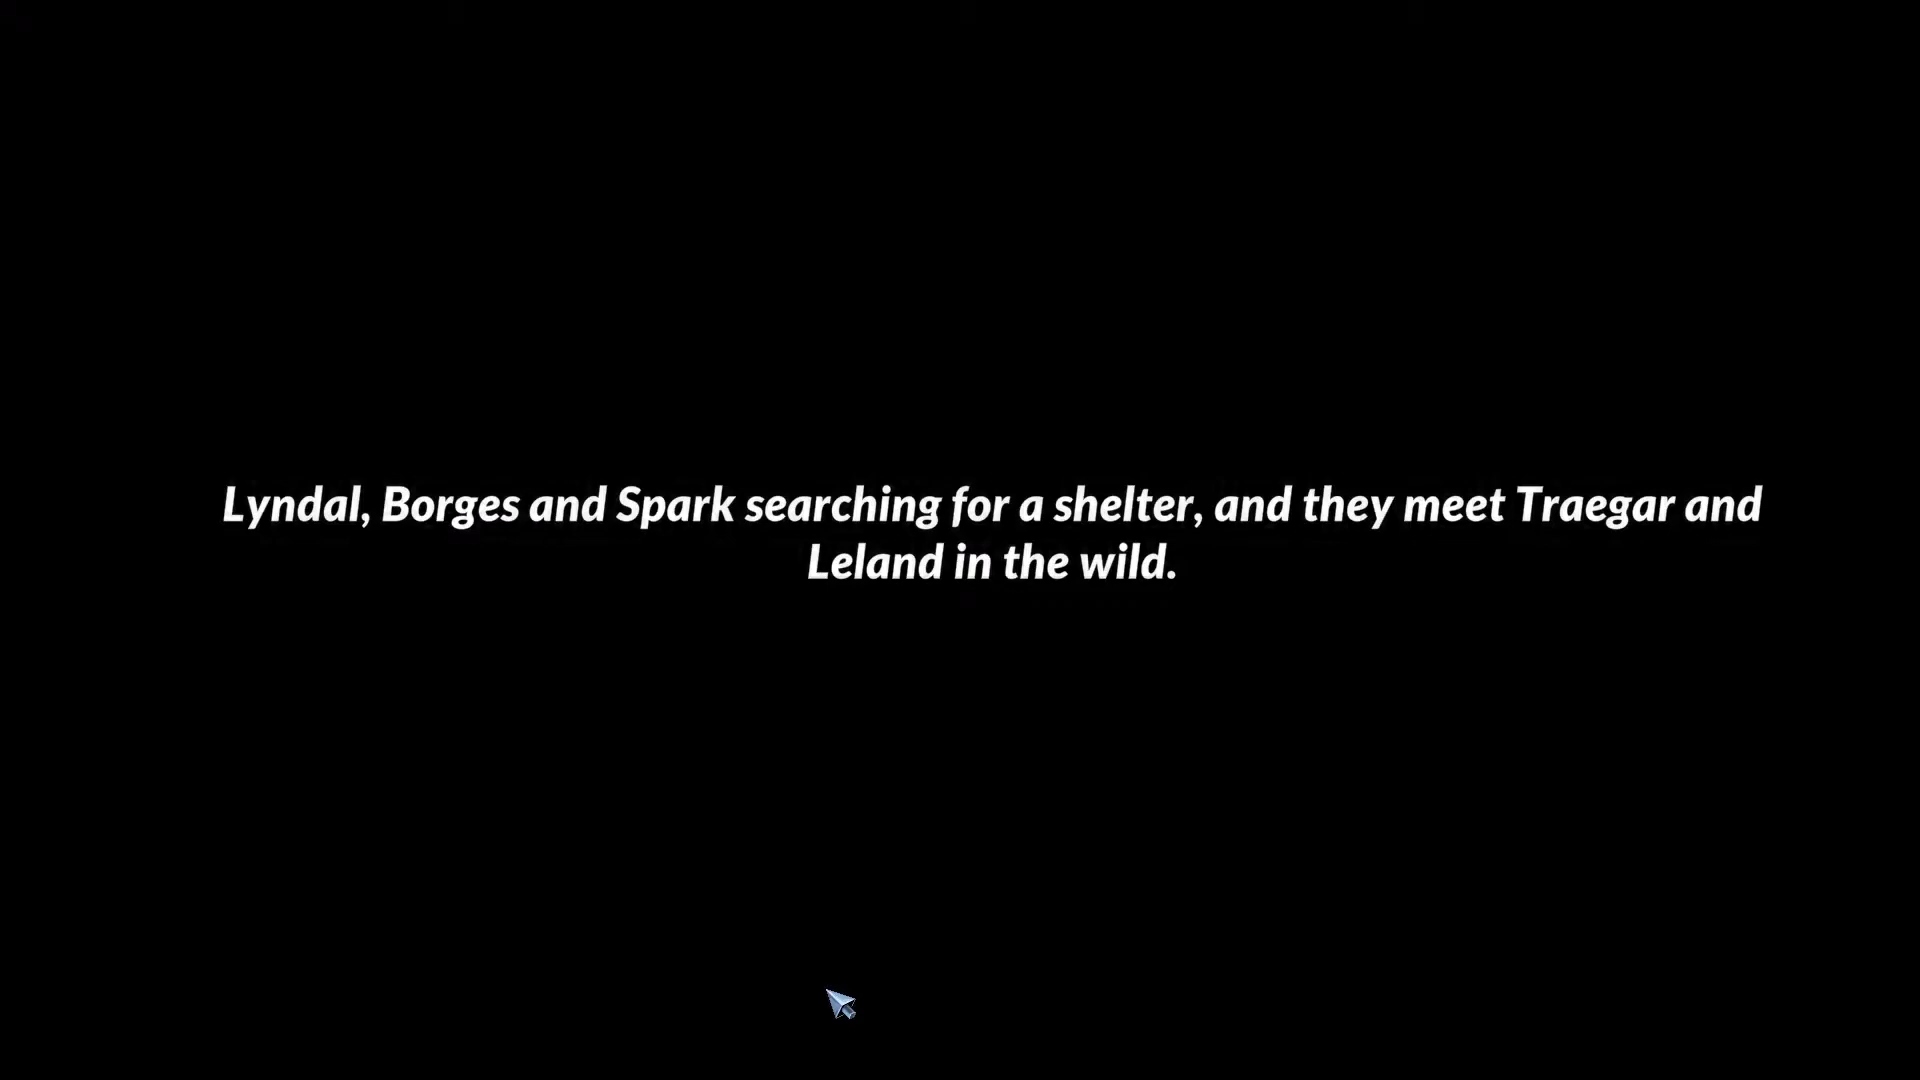 Lyndal, Borges and Spark searching for a shelter, and they meet Traegar and
Leland in the wild.